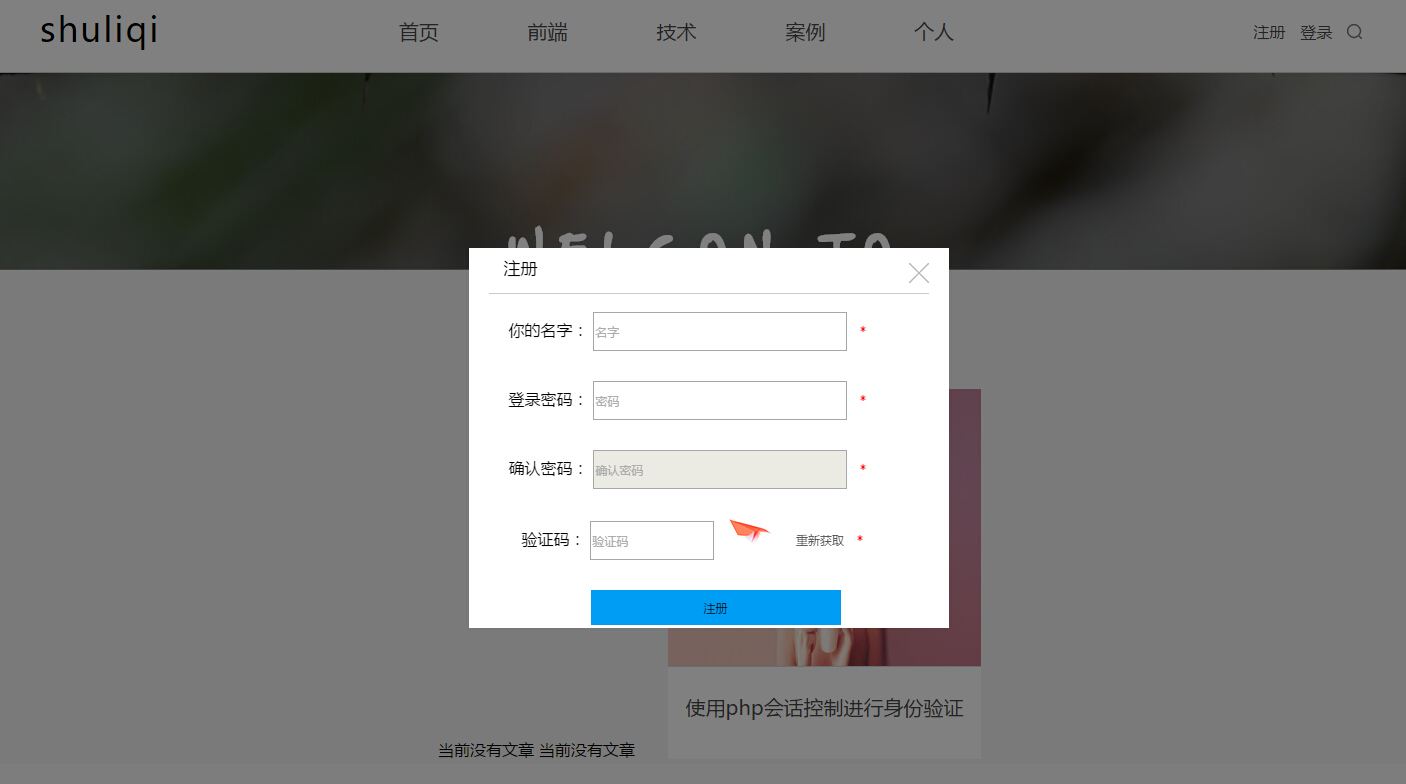 shuliqi
首页 前端 技术 案例 个人
注册 登录
WELCON TO
注册
你的名字： 名字 *
登录密码： 密码 *
确认密码： 确认密码 *
验证码： 验证码 重新获取 *
注册
使用php会话控制进行身份验证
当前没有文章 当前没有文章